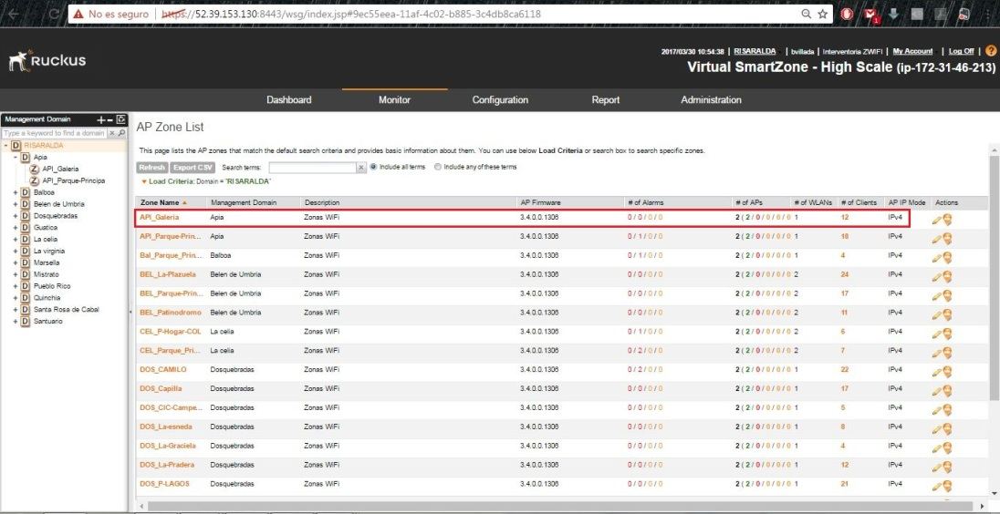 No es seguro | https://52.39.153.130:8443/wsg/index.jsp#9ec55eea-11af-4c02-b885-3c4db8ca6118
RUCKUS
2017/03/30 10:54:38 | RISARALDA | bvillada | Interventoria ZWIFI | My Account | Log Off | ?
Virtual SmartZone - High Scale (ip-172-31-46-213)
Dashboard Monitor Configuration Report Administration
Management Domain
Type a keyword to find a domain
D RISARALDA
D Apia
Z API_Galeria
Z API_Parque-Principa
D Balboa
D Belen de Umbria
D Dosquebradas
D Guatica
D La celia
D La virginia
D Marsella
D Mistrato
D Pueblo Rico
D Quinchia
D Santa Rosa de Cabal
D Santuario
AP Zone List
This page lists the AP zones that match the default search criteria and provides basic information about them. You can use below Load Criteria or search box to search specific zones.
Refresh Export CSV Search terms: x Include all terms Include any of these terms
Load Criteria: Domain = "RISARALDA"
Zone Name Management Domain Description AP Firmware # of Alarms # of APs # of WLANs # of Clients AP IP Mode Actions
API_Galeria Apia Zonas WiFi 3.4.0.0.1306 0/0/0/0 2 (2/0/0/0/0 1 12 IPv4
API_Parque-Prin... Apia Zonas WiFi 3.4.0.0.1306 0/1/0/0 2 (2/0/0/0/0 1 18 IPv4
Bal_Parque_Prin... Balboa Zonas WiFi 3.4.0.0.1306 0/1/0/0 2 (2/0/0/0/0 1 4 IPv4
BEL_La-Plazuela Belen de Umbria Zonas WiFi 3.4.0.0.1306 0/0/0/0 2 (2/0/0/0/0 2 24 IPv4
BEL_Parque-Prin... Belen de Umbria Zonas WiFi 3.4.0.0.1306 0/0/0/0 2 (2/0/0/0/0 2 17 IPv4
BEL_Patinodromo Belen de Umbria Zonas WiFi 3.4.0.0.1306 0/0/0/0 2 (2/0/0/0/0 2 11 IPv4
CEL_P-Hogar-COL La celia Zonas WiFi 3.4.0.0.1306 0/1/0/0 2 (2/0/0/0/0 2 6 IPv4
CEL_Parque_Pri... La celia Zonas WiFi 3.4.0.0.1306 0/2/0/0 2 (2/0/0/0/0 2 7 IPv4
DOS_CAMILO Dosquebradas Zonas WiFi 3.4.0.0.1306 0/2/0/0 2 (2/0/0/0/0 1 22 IPv4
DOS_Capilla Dosquebradas Zonas WiFi 3.4.0.0.1306 0/0/0/0 2 (2/0/0/0/0 1 17 IPv4
DOS_CIC-Campe... Dosquebradas Zonas WiFi 3.4.0.0.1306 0/0/0/0 2 (2/0/0/0/0 1 5 IPv4
DOS_La-esneda Dosquebradas Zonas WiFi 3.4.0.0.1306 0/0/0/0 2 (2/0/0/0/0 1 8 IPv4
DOS_La-Graciela Dosquebradas Zonas WiFi 3.4.0.0.1306 0/0/0/0 2 (2/0/0/0/0 1 4 IPv4
DOS_La-Pradera Dosquebradas Zonas WiFi 3.4.0.0.1306 0/0/0/0 2 (2/0/0/0/0 1 12 IPv4
DOS_P-LAGOS Dosquebradas Zonas WiFi 3.4.0.0.1306 0/0/0/0 2 (2/0/0/0/0 1 21 IPv4